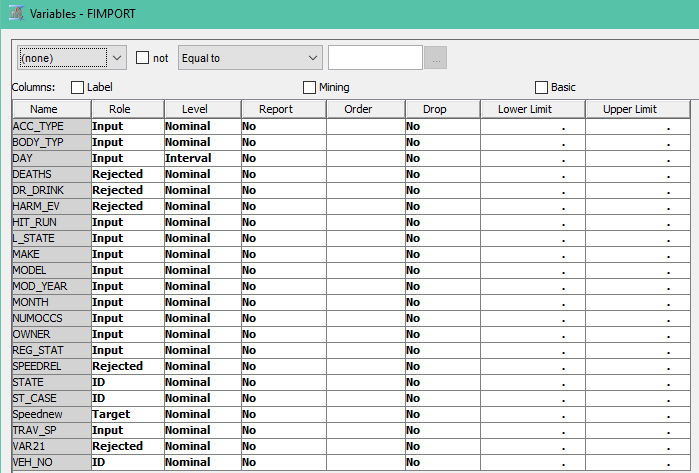 Variables - FIMPORT
(none) not Equal to ...
Columns: Label Mining Basic
Name Role Level Report Order Drop Lower Limit Upper Limit
ACC_TYPE Input Nominal No No . .
BODY_TYP Input Nominal No No . .
DAY Input Interval No No . .
DEATHS Rejected Nominal No No . .
DR_DRINK Rejected Nominal No No . .
HARM_EV Rejected Nominal No No . .
HIT_RUN Input Nominal No No . .
L_STATE Input Nominal No No . .
MAKE Input Nominal No No . .
MODEL Input Nominal No No . .
MOD_YEAR Input Nominal No No . .
MONTH Input Nominal No No . .
NUMOCCS Input Nominal No No . .
OWNER Input Nominal No No . .
REG_STAT Input Nominal No No . .
SPEEDREL Rejected Nominal No No . .
STATE ID Nominal No No . .
ST_CASE ID Nominal No No . .
Speednew Target Nominal No No . .
TRAV_SP Input Nominal No No . .
VAR21 Rejected Nominal No No . .
VEH_NO ID Nominal No No . .